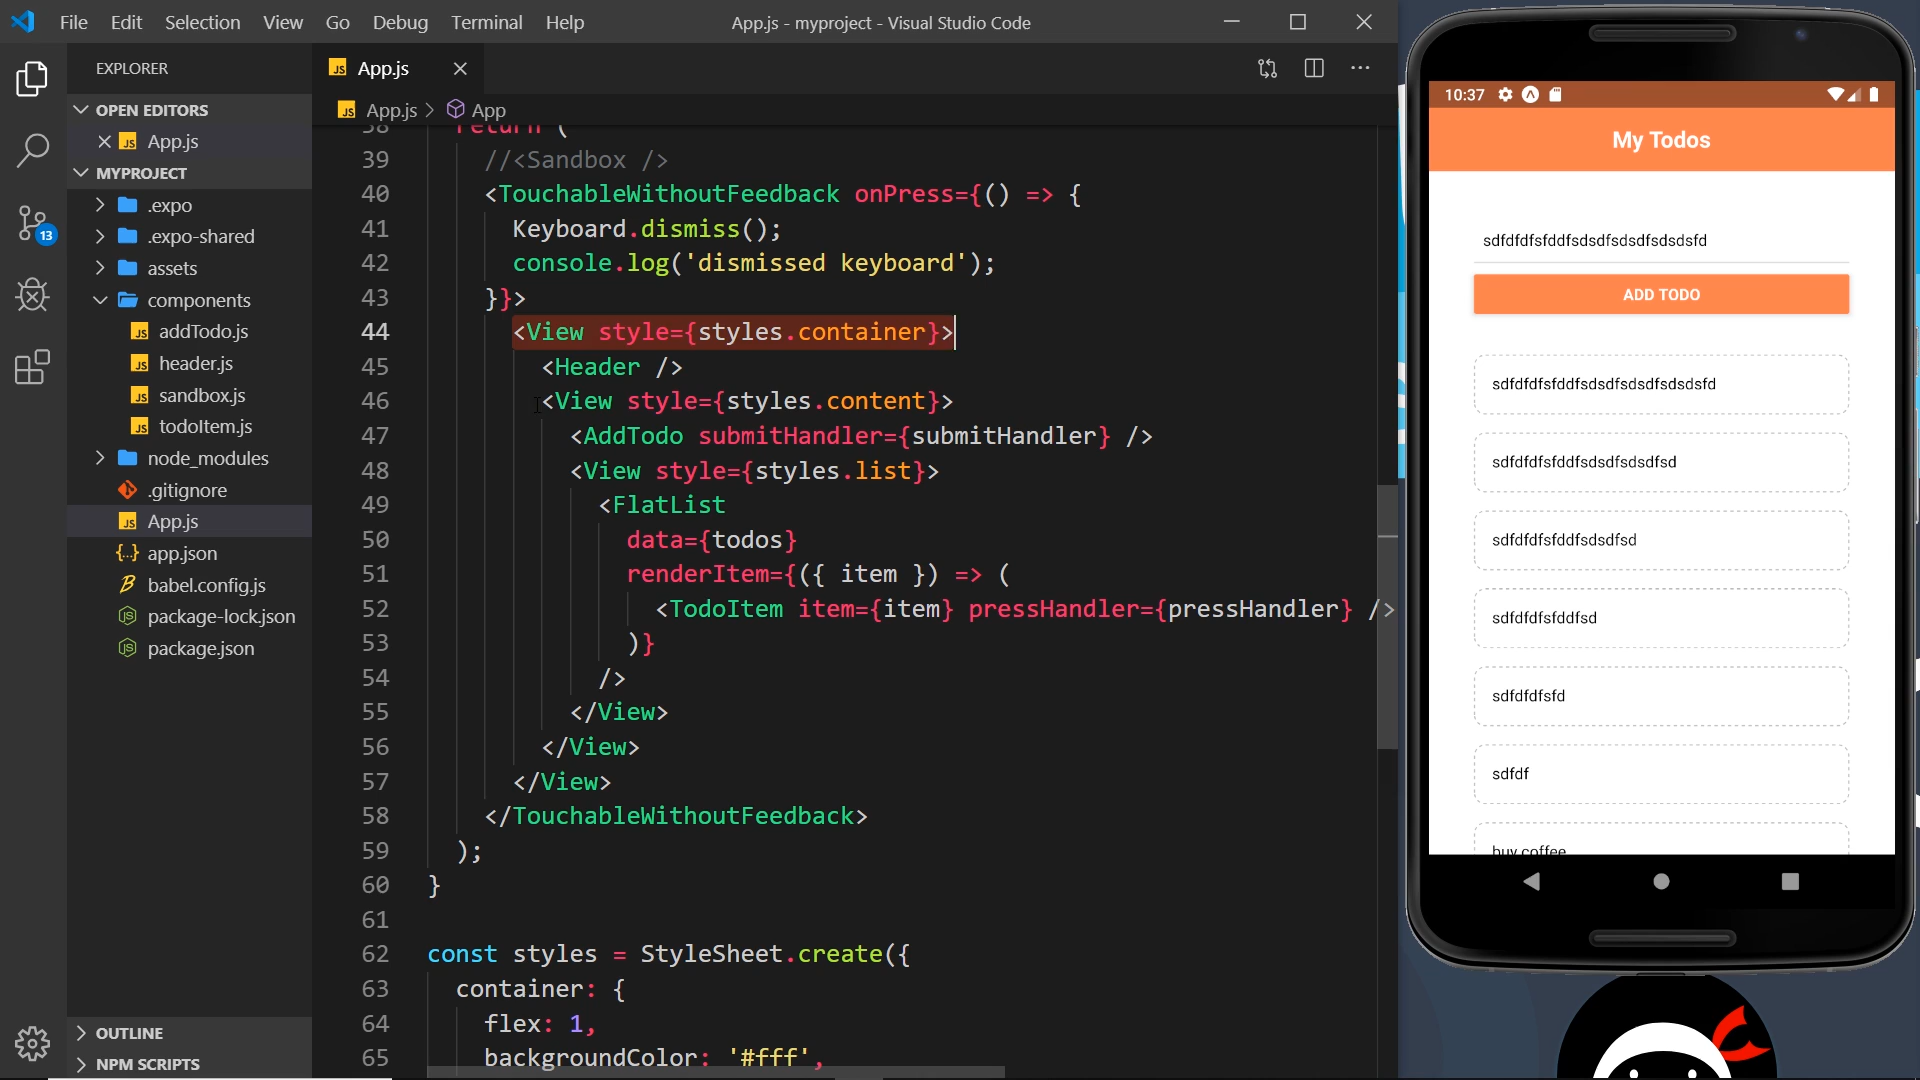 File Edit Selection View Go Debug Terminal Help
App.js - myproject - Visual Studio Code
EXPLORER
OPEN EDITORS
App.js
MYPROJECT
.expo
.expo-shared
assets
components
addTodo.js
header.js
sandbox.js
todoItem.js
node_modules
.gitignore
App.js
app.json
babel.config.js
package-lock.json
package.json
OUTLINE
NPM SCRIPTS
13
App.js
App.js > App
38 return (
39 //<Sandbox />
40 <TouchableWithoutFeedback onPress={() => {
41 Keyboard.dismiss();
42 console.log('dismissed keyboard');
43 }}>
44 <View style={styles.container}>
45 <Header />
46 <View style={styles.content}>
47 <AddTodo submitHandler={submitHandler} />
48 <View style={styles.list}>
49 <FlatList
50 data={todos}
51 renderItem={({ item }) => (
52 <TodoItem item={item} pressHandler={pressHandler} />
53 )}
54 />
55 </View>
56 </View>
57 </View>
58 </TouchableWithoutFeedback>
59 );
60 }
61
62 const styles = StyleSheet.create({
63 container: {
64 flex: 1,
65 backgroundColor: '#fff',
10:37
My Todos
sdfdfdfsfddfsdsdfsdsdfsdsdsfd
ADD TODO
sdfdfdfsfddfsdsdfsdsdfsdsdsfd
sdfdfdfsfddfsdsdfsdsdfsd
sdfdfdfsfddfsdsdfsd
sdfdfdfsfddfsd
sdfdfdfsfd
sdfdf
buy coffee